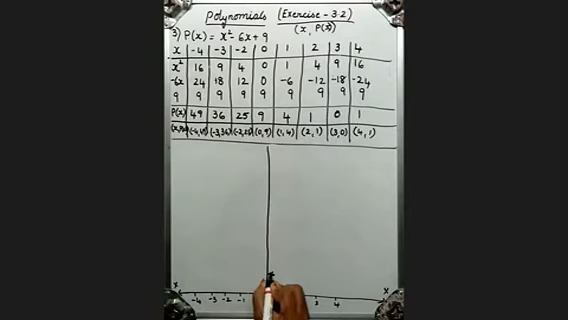 Polynomials (Exercise - 3.2)
3) P(x) = x² - 6x + 9 (x, P(x))
x -4 -3 -2 0 1 2 3 4
x² 16 9 4 0 1 4 9 16
-6x 24 18 12 0 -6 -12 -18 -24
9 9 9 9 9 9 9 9 9
P(x) 49 36 25 9 4 1 0 1
(x,P(x)) (-4,49) (-3,36) (-2,25) (0,9) (1,4) (2,1) (3,0) (4,1)
x x
-4 -3 -2 -1 3 4